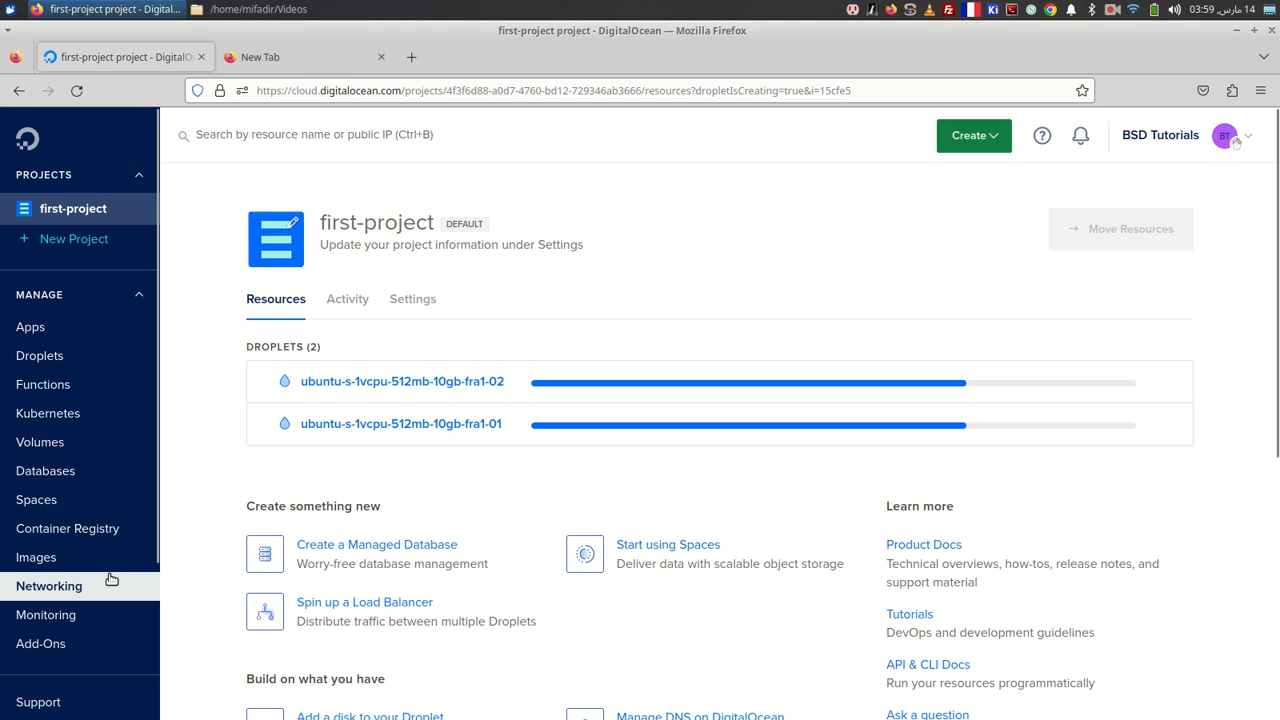 first-project project - DigitalO...
/home/mifadir/Videos
Ki
14 مارس, 03:59
first-project project - DigitalOcean — Mozilla Firefox
first-project project - DigitalO
New Tab
https://cloud.digitalocean.com/projects/4f3f6d88-a0d7-4760-bd12-729346ab3666/resources?dropletIsCreating=true&i=15cfe5
Search by resource name or public IP (Ctrl+B)
Create
BSD Tutorials
BT
PROJECTS
first-project
+ New Project
MANAGE
Apps
Droplets
Functions
Kubernetes
Volumes
Databases
Spaces
Container Registry
Images
Networking
Monitoring
Add-Ons
Support
first-project DEFAULT
Update your project information under Settings
→ Move Resources
Resources Activity Settings
DROPLETS (2)
ubuntu-s-1vcpu-512mb-10gb-fra1-02
ubuntu-s-1vcpu-512mb-10gb-fra1-01
Create something new
Create a Managed Database
Worry-free database management
Start using Spaces
Deliver data with scalable object storage
Spin up a Load Balancer
Distribute traffic between multiple Droplets
Build on what you have
Add a disk to your Droplet
Manage DNS on DigitalOcean
Learn more
Product Docs
Technical overviews, how-tos, release notes, and
support material
Tutorials
DevOps and development guidelines
API & CLI Docs
Run your resources programmatically
Ask a question